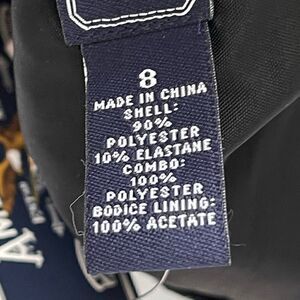 8
MADE IN CHINA
SHELL:
90%
POLYESTER
10% ELASTANE
COMBO:
100%
POLYESTER
BODICE LINING:
100% ACETATE